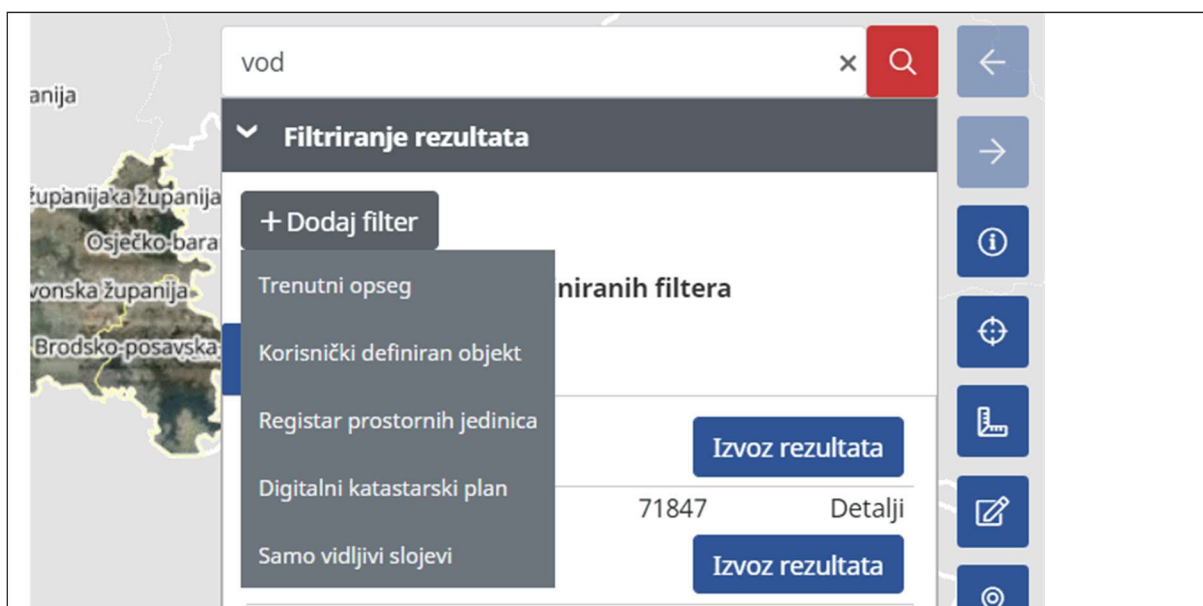 vod
anija
Filtriranje rezultata
županija
+ Dodaj filter
Osječko-bara
Trenutni opseg
niranih filtera
vonska županija
Brodsko-posavska
Korisnički definiran objekt
Registar prostornih jedinica
Izvoz rezultata
Digitalni katastarski plan
71847 Detalji
Samo vidljivi slojevi
Izvoz rezultata